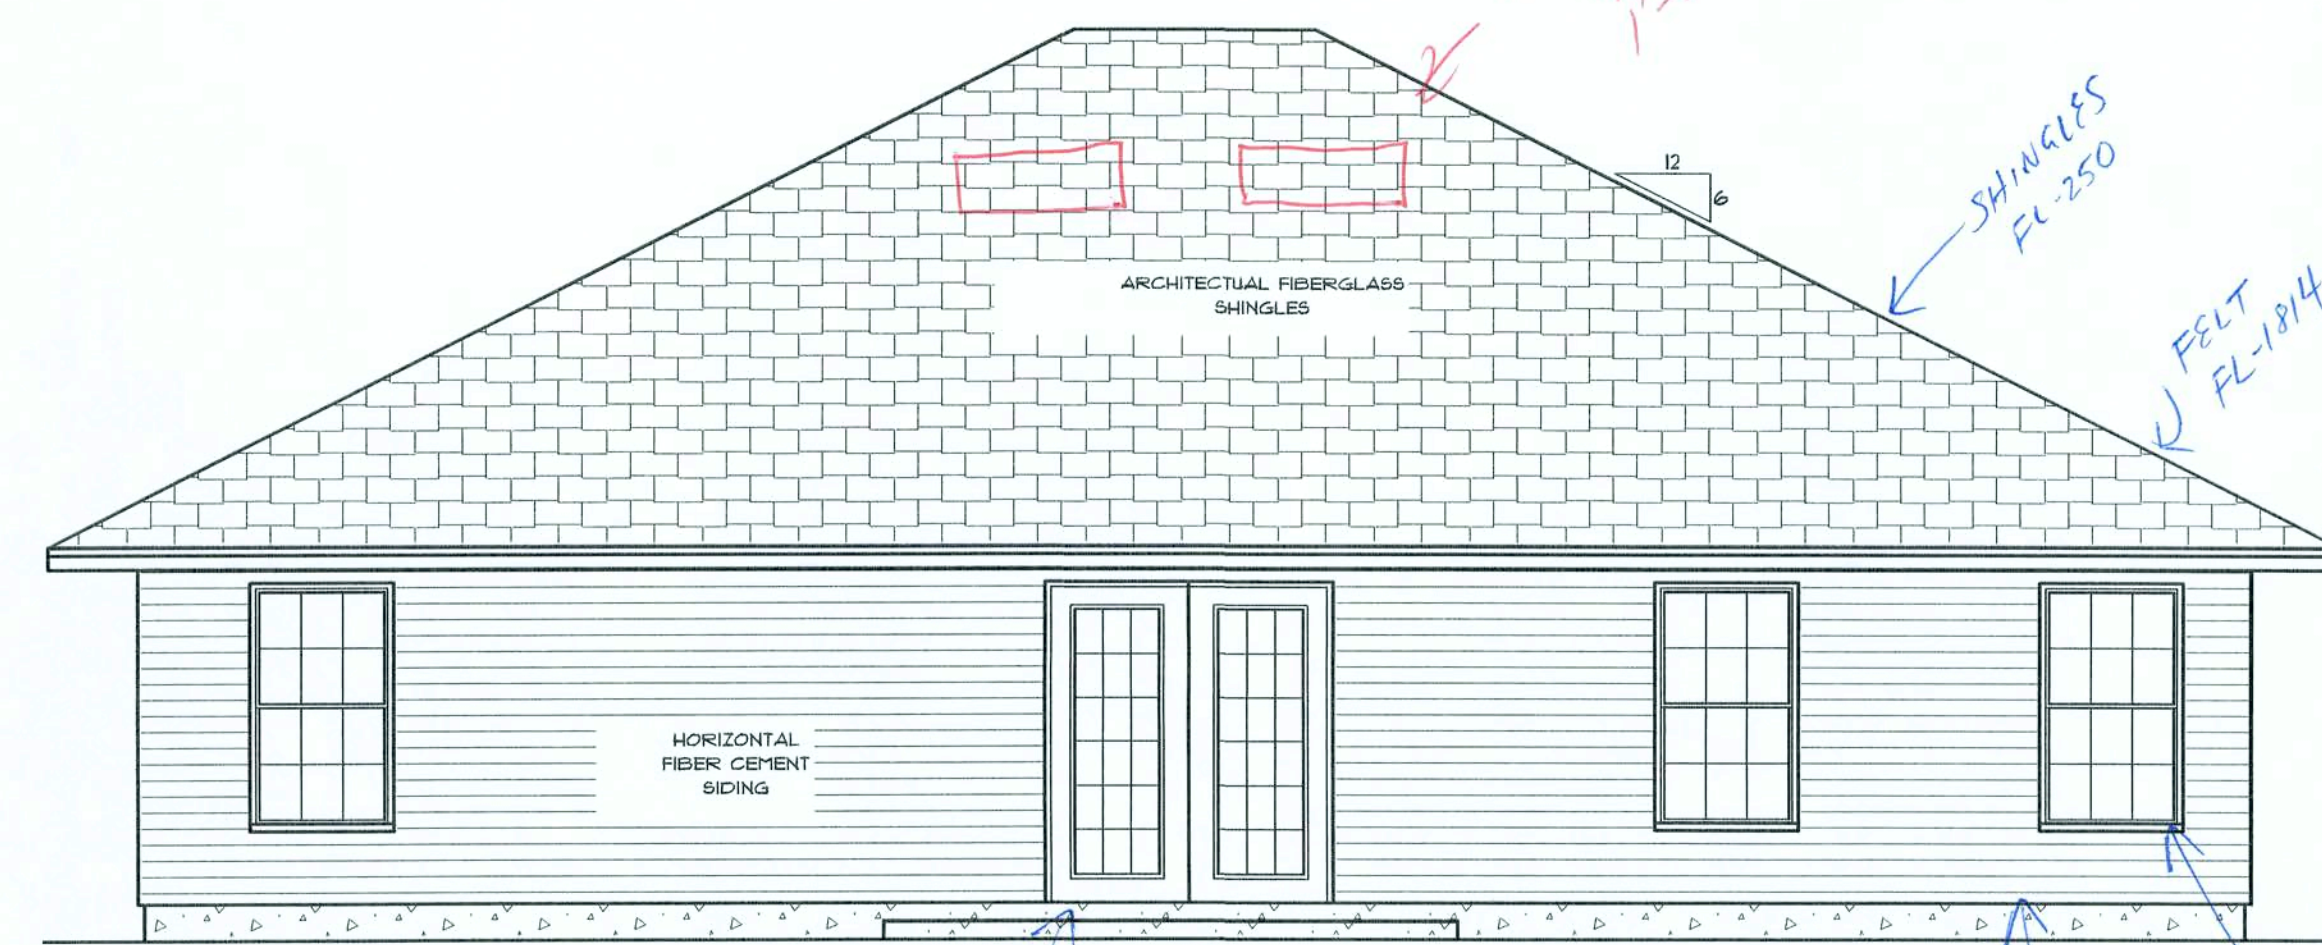 12
6
SHINGLES
FL-250
FELT
FL-1814
ARCHITECTUAL FIBERGLASS
SHINGLES
HORIZONTAL
FIBER CEMENT
SIDING